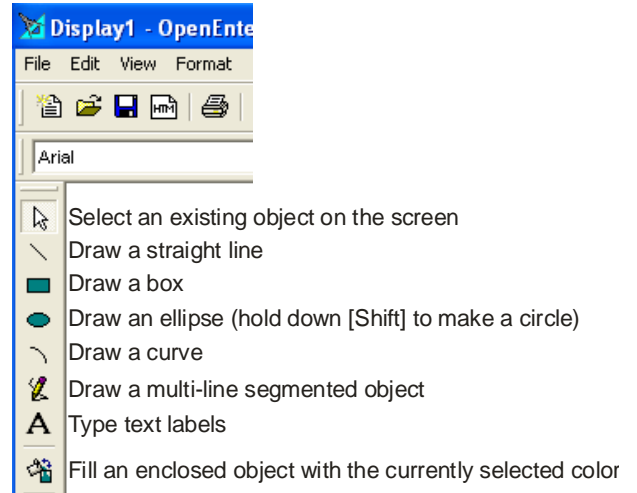 Display1 - OpenEnte
File Edit View Format
HTM
Arial
Select an existing object on the screen
Draw a straight line
Draw a box
Draw an ellipse (hold down [Shift] to make a circle)
Draw a curve
Draw a multi-line segmented object
A Type text labels
Fill an enclosed object with the currently selected color